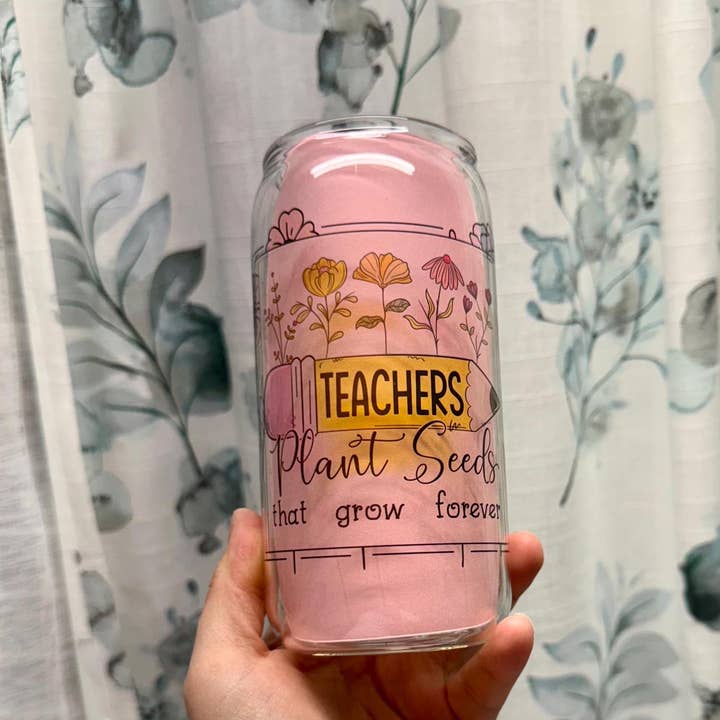 TEACHERS
Plant Seeds
that grow forever